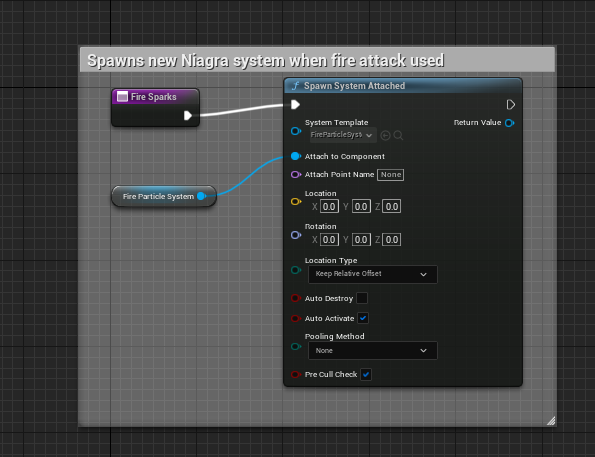 Spawns new Niagra system when fire attack used
Fire Sparks
Spawn System Attached
System Template
Return Value
FireParticleSyst
Attach to Component
Attach Point Name None
Fire Particle System
Location
X 0.0 Y 0.0 Z 0.0
Rotation
X 0.0 Y 0.0 Z 0.0
Location Type
Keep Relative Offset
Auto Destroy
Auto Activate
Pooling Method
None
Pre Cull Check